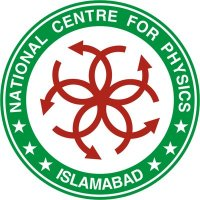 NATIONAL CENTRE FOR PHYSICS
ISLAMABAD